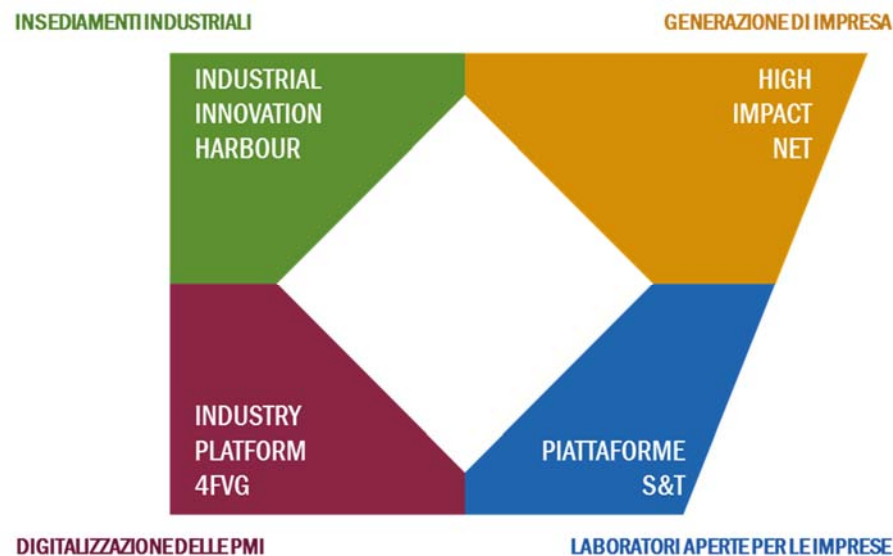 INSEDIAMENTI INDUSTRIALI
GENERAZIONE DI IMPRESA
INDUSTRIAL
INNOVATION
HARBOUR
HIGH
IMPACT
NET
INDUSTRY
PLATFORM
4FVG
PIATTAFORME
S&T
DIGITALIZZAZIONE DELLE PMI
LABORATORI APERTE PER LE IMPRESE